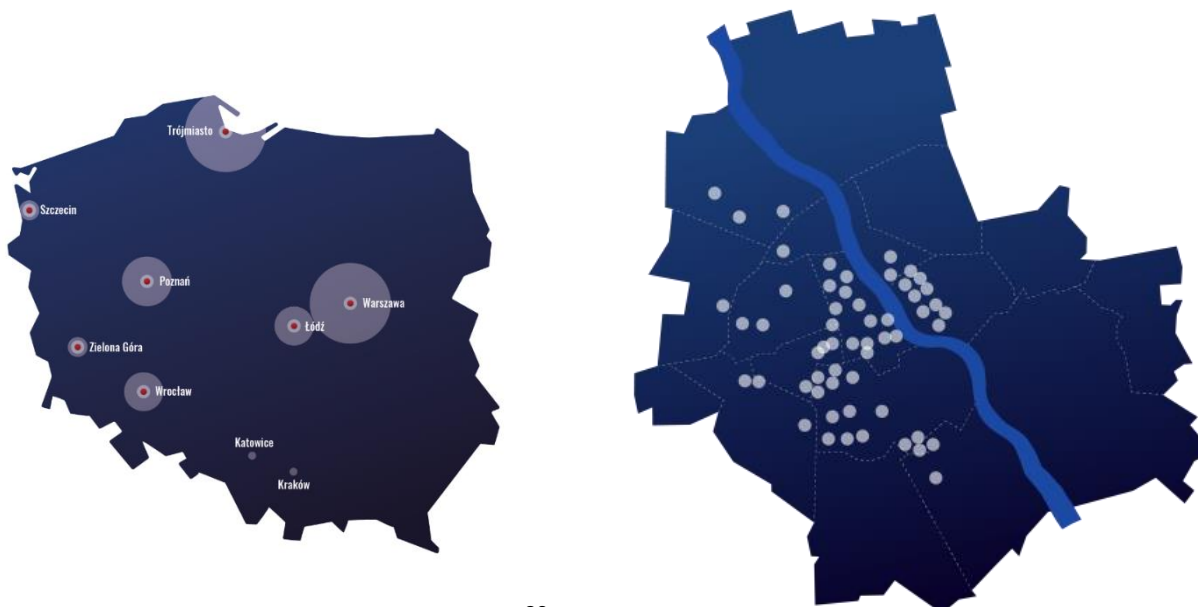 Trójmiasto
Szczecin
Poznań
Warszawa
Łódź
Zielona Góra
Wrocław
Katowice
Kraków